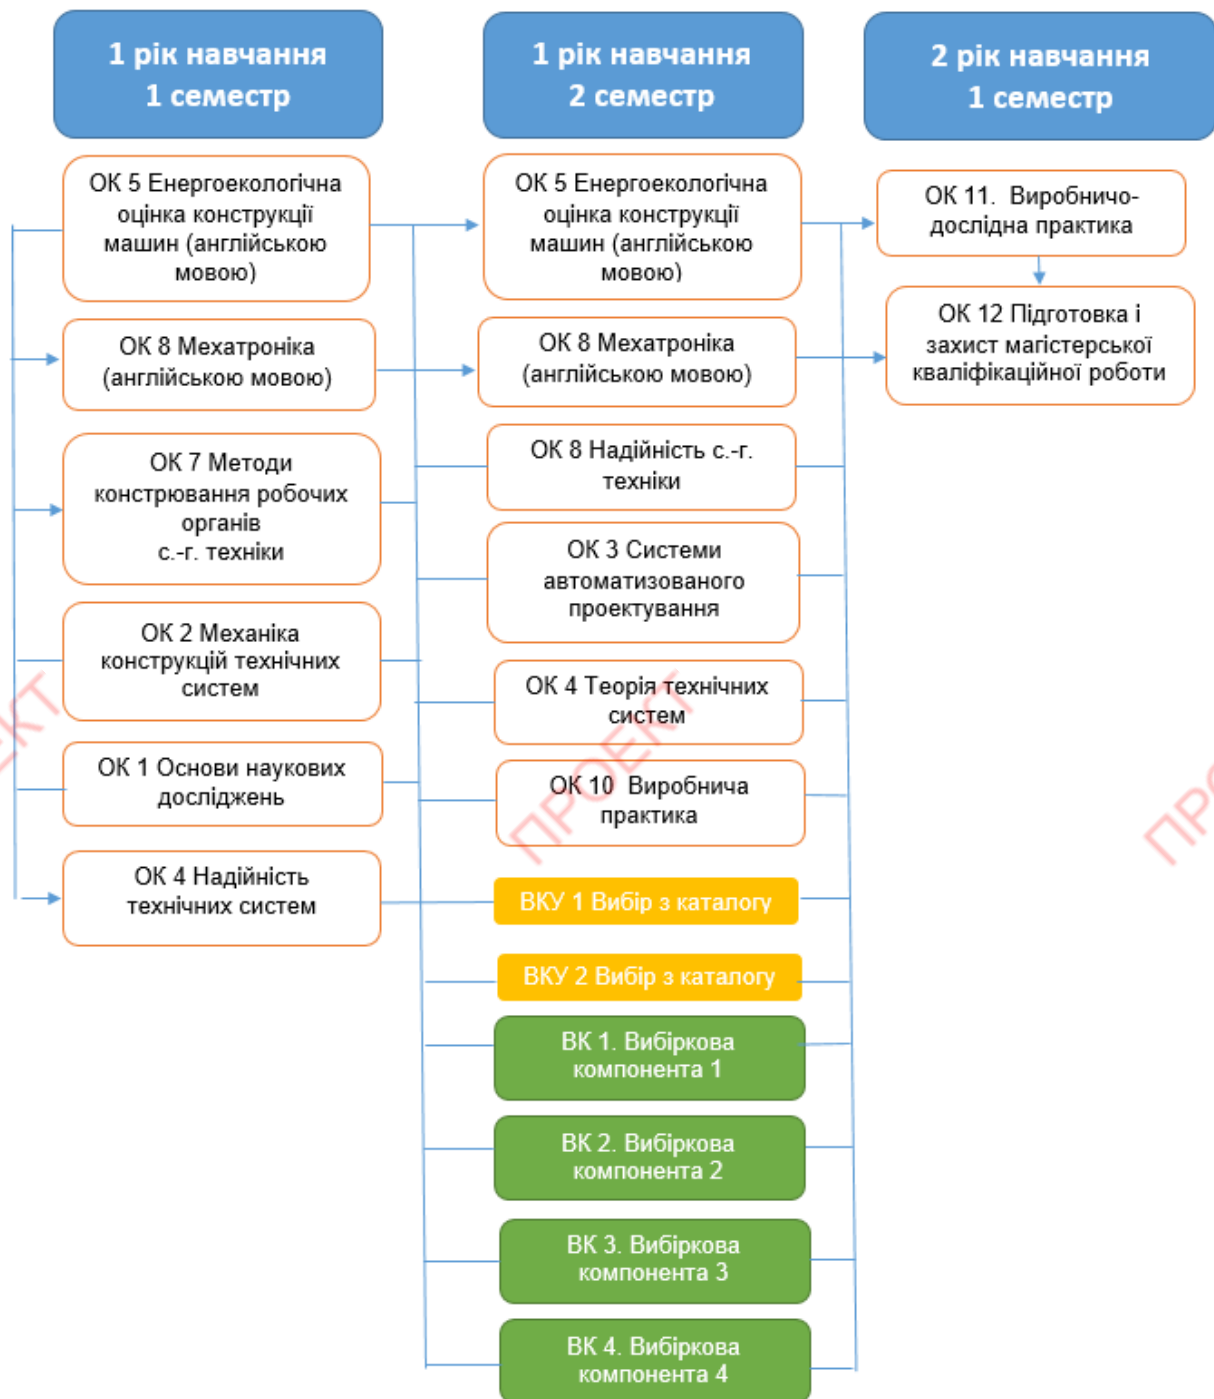 1 рік навчання
1 семестр
ОК 5 Енергоекологічна
оцінка конструкції
машин (англійською
мовою)
ОК 8 Мехатроніка
(англійською мовою)
ОК 7 Методи
констрювання робочих
органів
с.-г. техніки
ОК 2 Механіка
конструкцій технічних
систем
ОК 1 Основи наукових
досліджень
ОК 4 Надійність
технічних систем
1 рік навчання
2 семестр
ОК 5 Енергоекологічна
оцінка конструкції
машин (англійською
мовою)
ОК 8 Мехатроніка
(англійською мовою)
ОК 8 Надійність с.-г.
техніки
ОК 3 Системи
автоматизованого
проектування
ОК 4 Теорія технічних
систем
ОК 10 Виробнича
практика
ВКУ 1 Вибір з каталогу
ВКУ 2 Вибір з каталогу
ВК 1. Вибіркова
компонента 1
ВК 2. Вибіркова
компонента 2
ВК 3. Вибіркова
компонента 3
ВК 4. Вибіркова
компонента 4
2 рік навчання
1 семестр
ОК 11. Виробничо-
дослідна практика
ОК 12 Підготовка і
захист магістерської
кваліфікаційної роботи
ПРОЕКТ